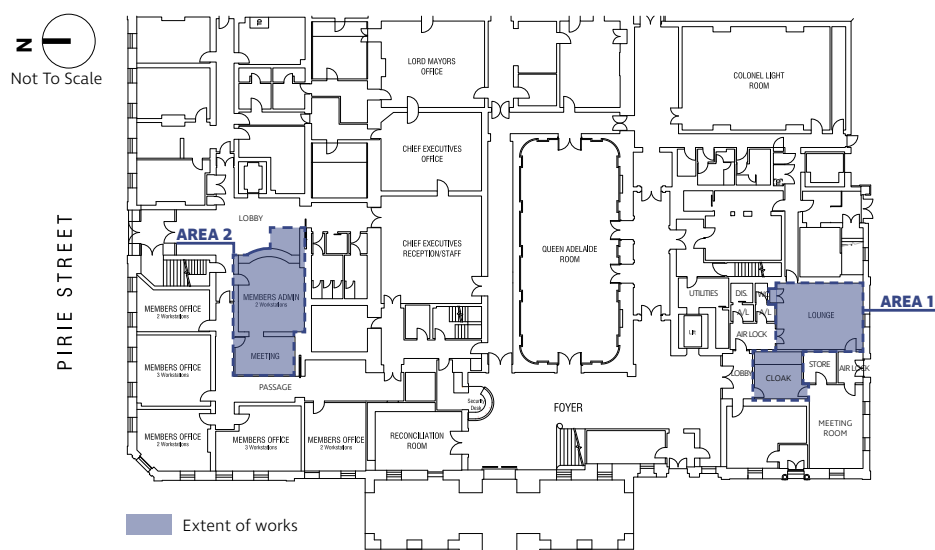 N
Not To Scale
PIRIE STREET
LORD MAYORS
OFFICE
COLONEL LIGHT
ROOM
CHIEF EXECUTIVES
OFFICE
LOBBY
AREA 2
CHIEF EXECUTIVES
RECEPTION/STAFF
QUEEN ADELAIDE
ROOM
MEMBERS OFFICE
2 Workstations
MEMBERS ADMIN
2 Workstations
UTILITIES
DIS.
WC
A/L
A/L
AIR LOCK
Lift
LOUNGE
AREA 1
MEMBERS OFFICE
3 Workstations
MEETING
PASSAGE
LOBBY
CLOAK
STORE
AIR LOCK
Security
Desk
FOYER
MEMBERS OFFICE
2 Workstations
MEMBERS OFFICE
3 Workstations
MEMBERS OFFICE
2 Workstations
RECONCILIATION
ROOM
MEETING
ROOM
Extent of works